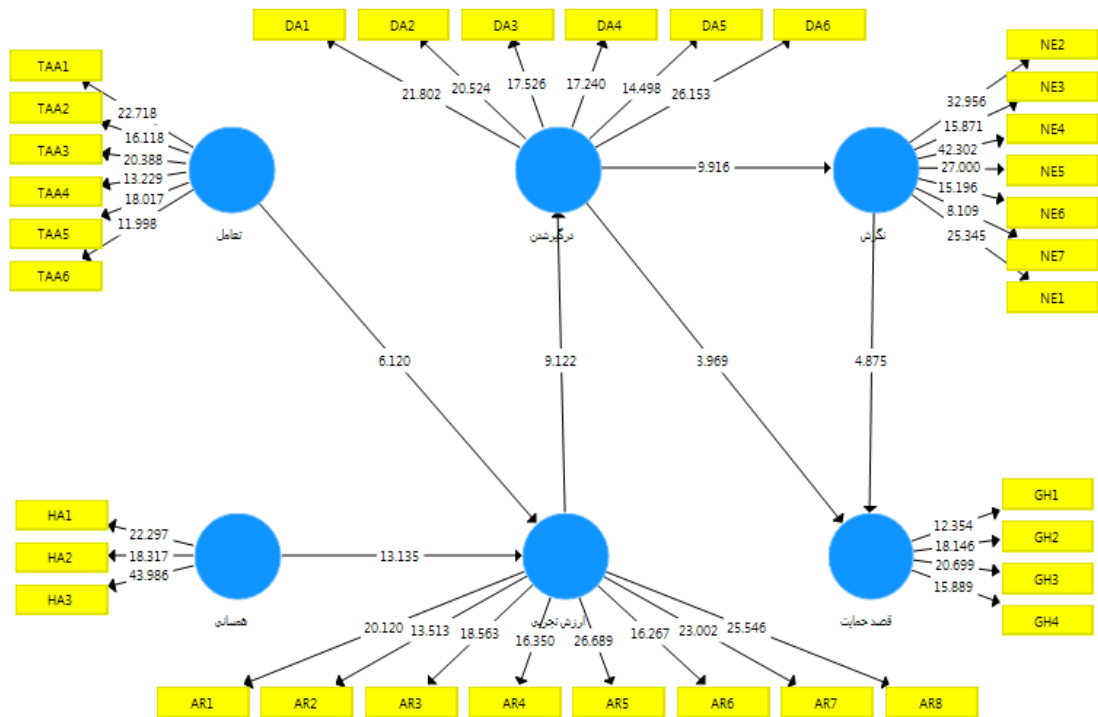 DA1 DA2 DA3 DA4 DA5 DA6
21.802 20.524 17.526 17.240 14.498 26.153
TAA1
TAA2
TAA3
TAA4
TAA5
TAA6
22.718
16.118
20.388
13.229
18.017
11.998
تعامل
درگیرشدن
9.916
نگرش
NE2
NE3
NE4
NE5
NE6
NE7
NE1
32.956
15.871
42.302
27.000
15.196
8.109
25.345
6.120
9.122
3.969
4.875
HA1
HA2
HA3
22.297
18.317
43.986
همسانی
13.135
ارزش تجربی
قصد حمایت
GH1
GH2
GH3
GH4
12.354
18.146
20.699
15.889
20.120 13.513 18.563 16.350 26.689 16.267 23.002 25.546
AR1 AR2 AR3 AR4 AR5 AR6 AR7 AR8